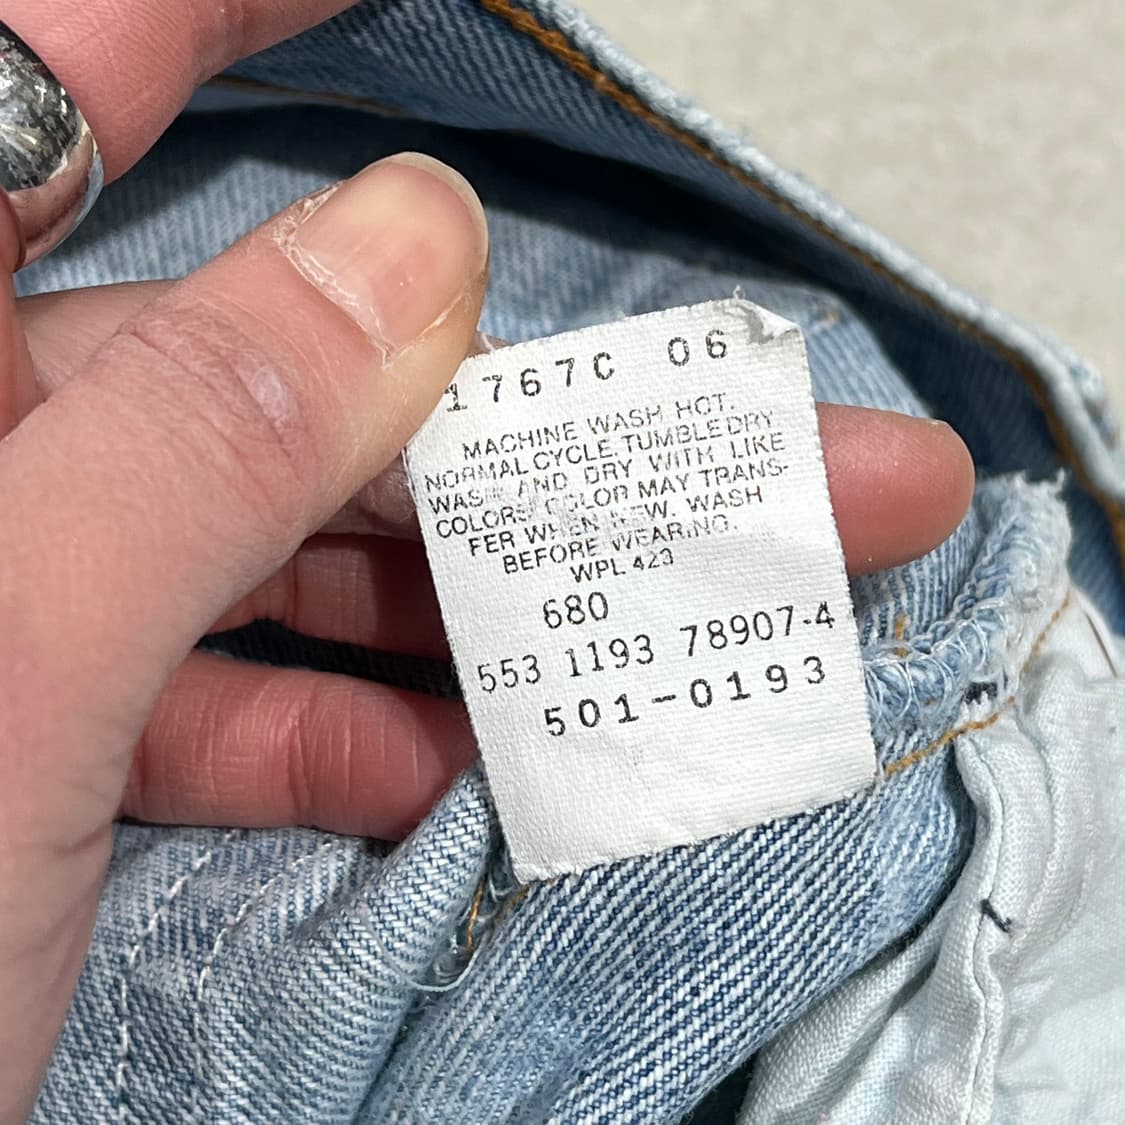 1767C 06
MACHINE WASH HOT.
NORMAL CYCLE. TUMBLE DRY
WASH AND DRY WITH LIKE
COLORS. COLOR MAY TRANS-
FER WHEN NEW. WASH
BEFORE WEARING.
WPL 423
680
553 1193 78907-4
501-0193